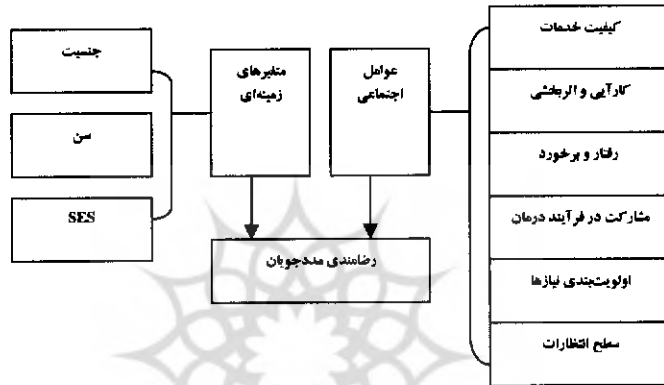 کیفیت خدمات
کارآیی و اثربخشی
رفتار و برخورد
مشارکت در فرآیند درمان
اولویت‌بندی نیازها
سطح انتظارات
عوامل
اجتماعی
متغیرهای
زمینه‌ای
جنسیت
سن
SES
رضامندی مددجویان